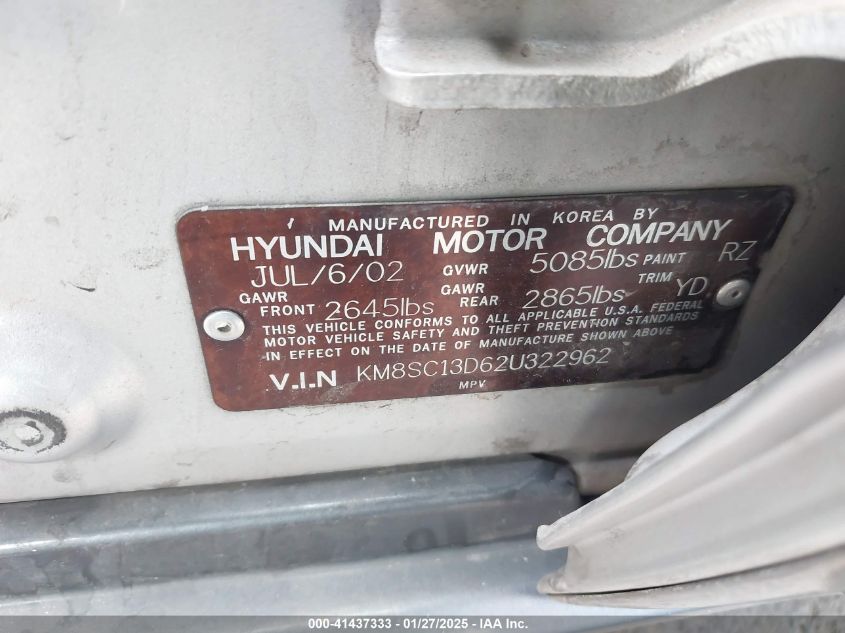 MANUFACTURED IN KOREA BY
HYUNDAI MOTOR COMPANY
JUL/6/02 GVWR 5085lbs PAINT RZ
GAWR FRONT 2645lbs GAWR REAR 2865lbs TRIM YD
THIS VEHICLE CONFORMS TO ALL APPLICABLE U.S.A. FEDERAL
MOTOR VEHICLE SAFETY AND THEFT PREVENTION STANDARDS
IN EFFECT ON THE DATE OF MANUFACTURE SHOWN ABOVE
V.I.N KM8SC13D62U322962
MPV
000-41437333 — 01/27/2025 — IAA Inc.